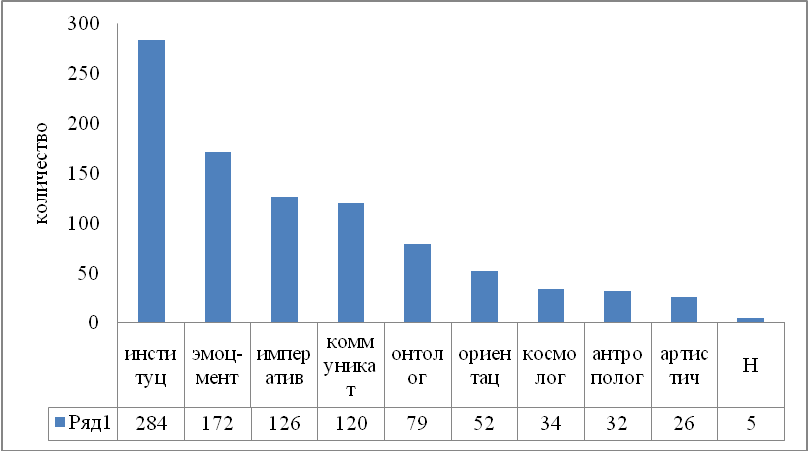 количество
300
250
200
150
100
50
0
инсти
туц
эмоц-
мент
импер
атив
комм
уника
т
онтол
ог
ориен
тац
космо
лог
антро
полог
артис
тич
Н
Ряд1 284 172 126 120 79 52 34 32 26 5